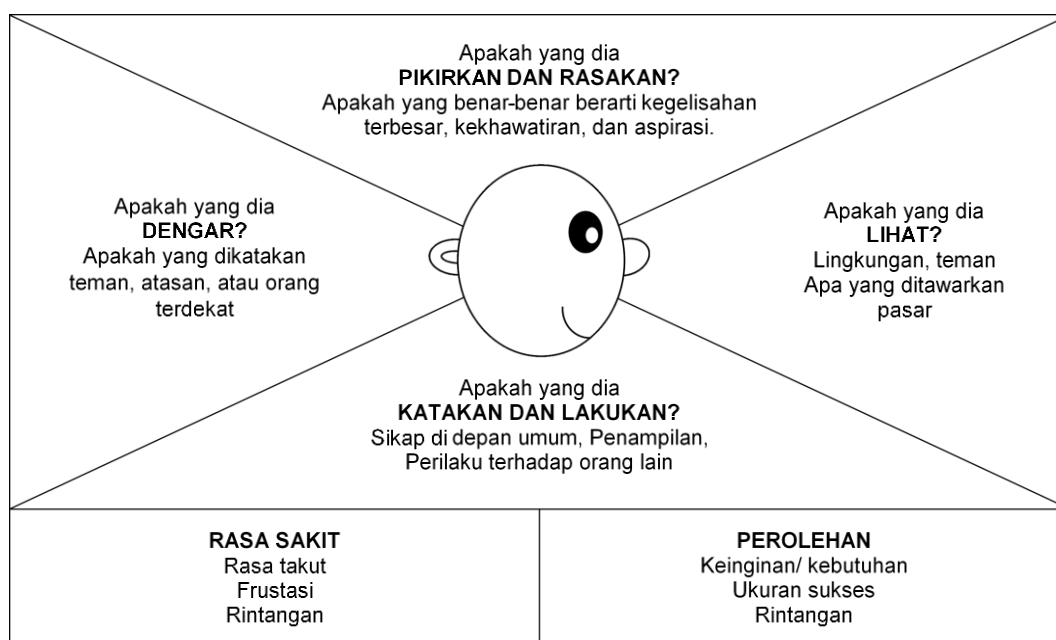 Apakah yang dia
PIKIRKAN DAN RASAKAN?
Apakah yang benar-benar berarti kegelisahan
terbesar, kekhawatiran, dan aspirasi.
Apakah yang dia
DENGAR?
Apakah yang dikatakan
teman, atasan, atau orang
terdekat
Apakah yang dia
LIHAT?
Lingkungan, teman
Apa yang ditawarkan
pasar
Apakah yang dia
KATAKAN DAN LAKUKAN?
Sikap di depan umum, Penampilan,
Perilaku terhadap orang lain
RASA SAKIT
Rasa takut
Frustasi
Rintangan
PEROLEHAN
Keinginan/ kebutuhan
Ukuran sukses
Rintangan